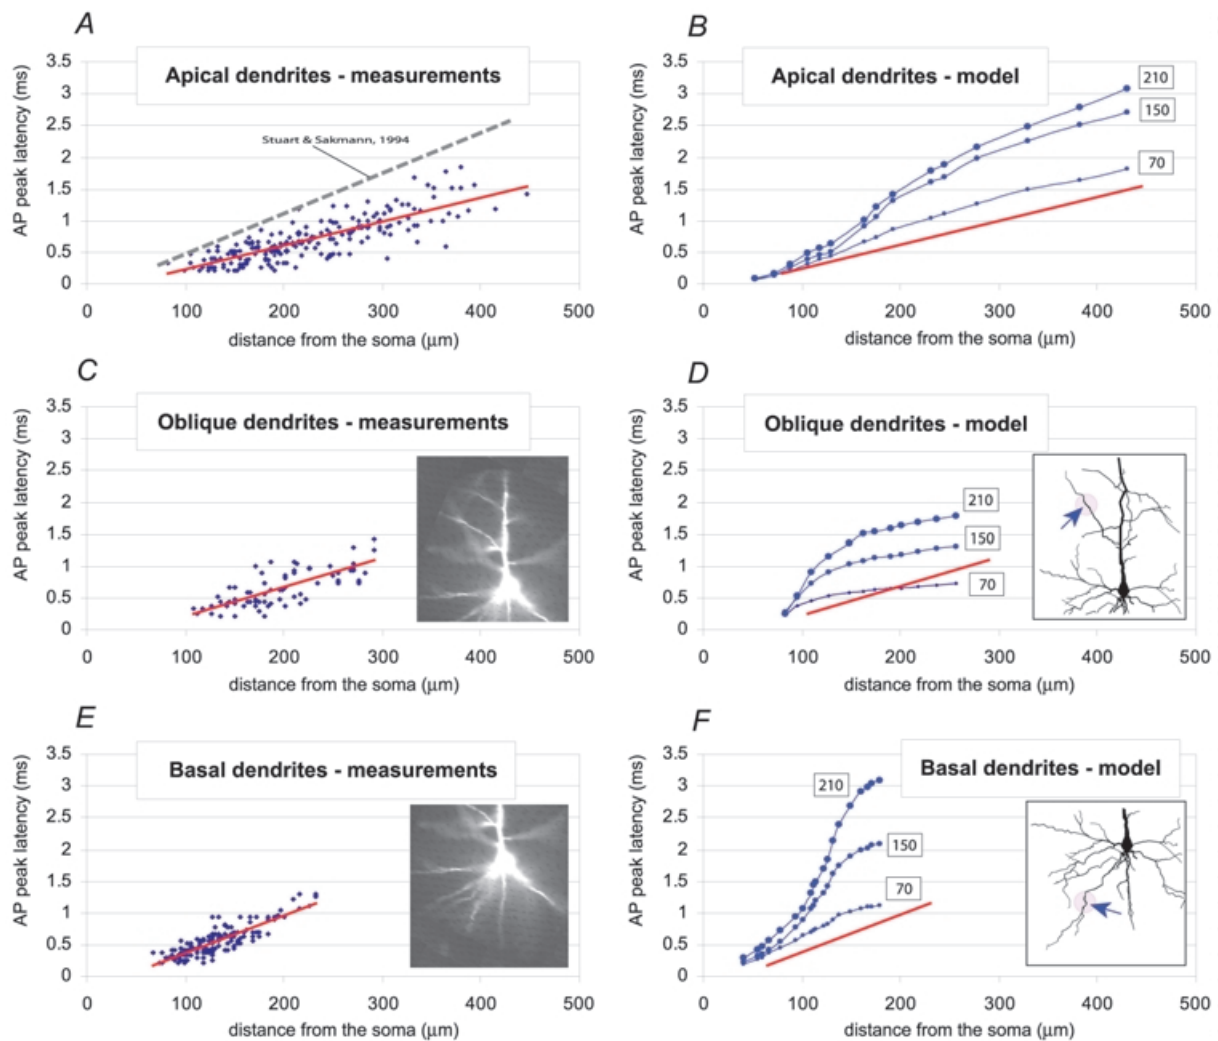 A
Apical dendrites - measurements
AP peak latency (ms)
3.5
3
2.5
2
1.5
1
0.5
0
Stuart & Sakmann, 1994
0 100 200 300 400 500
distance from the soma (μm)
B
Apical dendrites - model
AP peak latency (ms)
3.5
3
2.5
2
1.5
1
0.5
0
210
150
70
0 100 200 300 400 500
distance from the soma (μm)
C
Oblique dendrites - measurements
AP peak latency (ms)
3.5
3
2.5
2
1.5
1
0.5
0
0 100 200 300 400 500
distance from the soma (μm)
D
Oblique dendrites - model
AP peak latency (ms)
3.5
3
2.5
2
1.5
1
0.5
0
210
150
70
0 100 200 300 400 500
distance from the soma (μm)
E
Basal dendrites - measurements
AP peak latency (ms)
3.5
3
2.5
2
1.5
1
0.5
0
0 100 200 300 400 500
distance from the soma (μm)
F
Basal dendrites - model
AP peak latency (ms)
3.5
3
2.5
2
1.5
1
0.5
0
210
150
70
0 100 200 300 400 500
distance from the soma (μm)